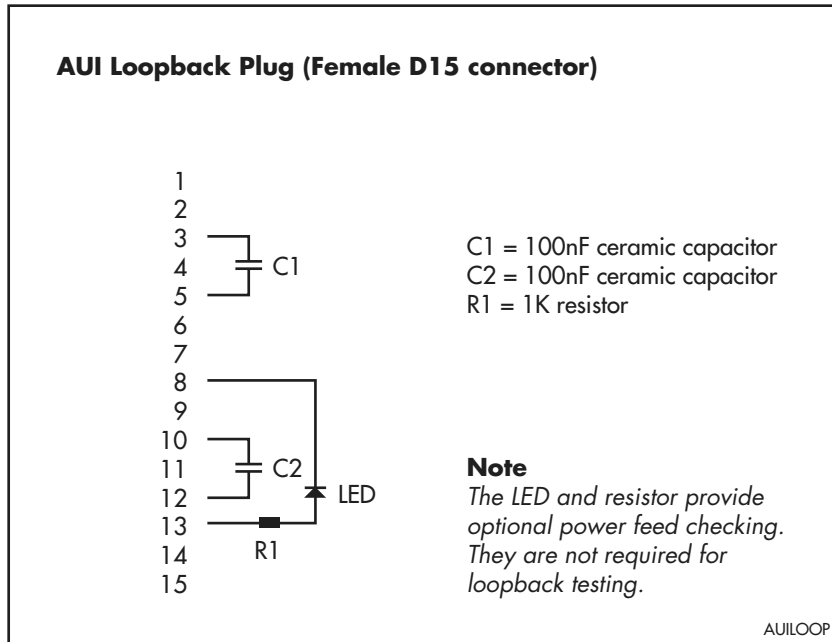 AUI Loopback Plug (Female D15 connector)
1
2
3
4
5
6
7
8
9
10
11
12
13
14
15
C1
C2
LED
R1
C1 = 100nF ceramic capacitor
C2 = 100nF ceramic capacitor
R1 = 1K resistor
Note
The LED and resistor provide
optional power feed checking.
They are not required for
loopback testing.
AUILOOP